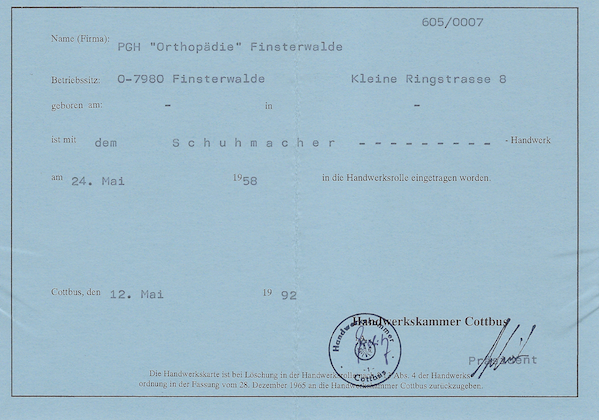 605/0007
Name (Firma): PGH "Orthopädie" Finsterwalde
Betriebssitz: O-7980 Finsterwalde Kleine Ringstrasse 8
geboren am: - in -
ist mit dem Schuhmacher - - - - - - - - - - Handwerk
am 24. Mai 1958 in die Handwerksrolle eingetragen worden.
Cottbus, den 12. Mai 1992
Handwerkskammer Cottbus
Handwerkskammer
Cottbus
Präsident
Die Handwerkskarte ist bei Löschung in der Handwerksrolle Abs. 4 der Handwerks-
ordnung in der Fassung vom 28. Dezember 1965 an die Handwerkskammer Cottbus zurückzugeben.